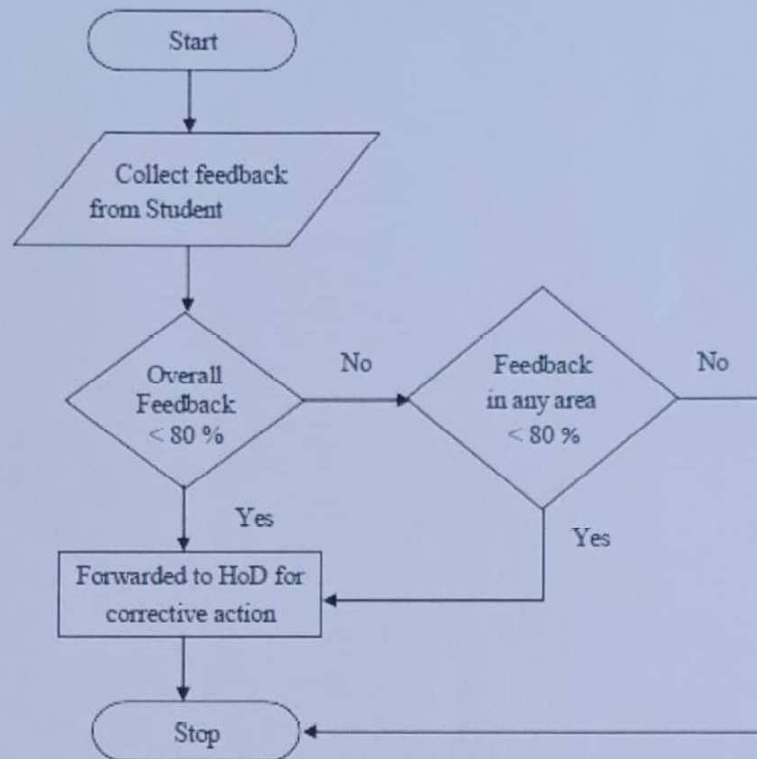 Start
Collect feedback
from Student
Overall
Feedback
< 80 %
No
Feedback
in any area
< 80 %
No
Yes
Yes
Forwarded to HoD for
corrective action
Stop